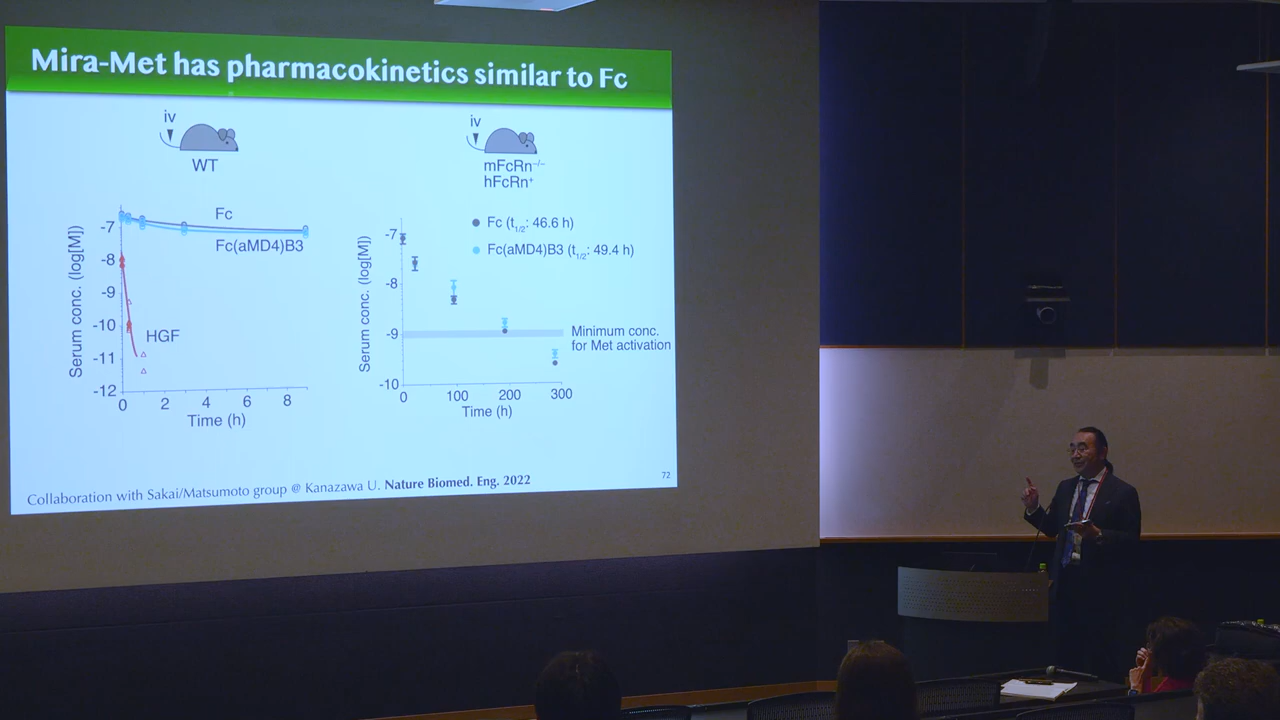 Mira-Met has pharmacokinetics similar to Fc
iv
WT
Serum conc. (log[M])
-7
-8
-9
-10
-11
-12
Fc
Fc(aMD4)B3
HGF
0 2 4 6 8
Time (h)
iv
mFcRn⁻/⁻
hFcRn⁺
Serum conc. (log[M])
-7
-8
-9
-10
Fc (t1/2: 46.6 h)
Fc(aMD4)B3 (t1/2: 49.4 h)
Minimum conc.
for Met activation
0 100 200 300
Time (h)
Collaboration with Sakai/Matsumoto group @ Kanazawa U. Nature Biomed. Eng. 2022
72